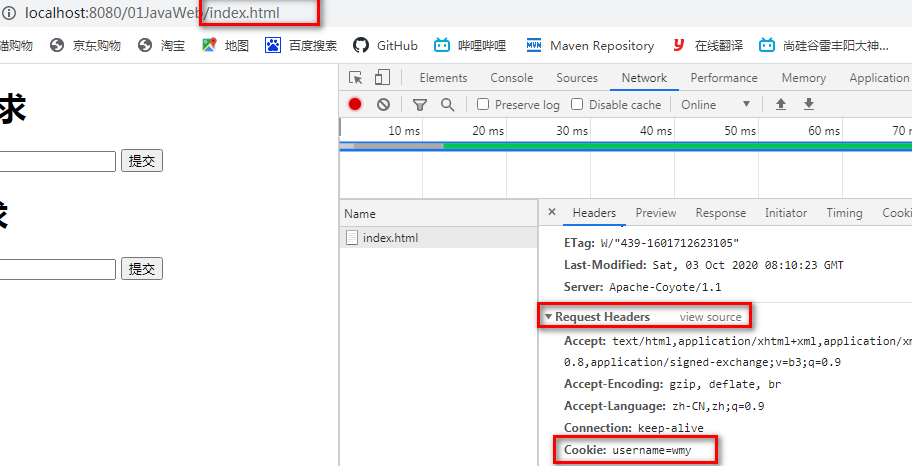 localhost:8080/01JavaWeb/index.html
猫购物 京东购物 淘宝 地图 百度搜索 GitHub 哔哩哔哩 Maven Repository 在线翻译 尚硅谷雷丰阳大神...
Elements Console Sources Network Performance Memory Application
Preserve log Disable cache Online
10 ms 20 ms 30 ms 40 ms 50 ms 60 ms 70 m
求
提交
求
提交
Name
index.html
Headers Preview Response Initiator Timing Cooki
ETag: W/"439-1601712623105"
Last-Modified: Sat, 03 Oct 2020 08:10:23 GMT
Server: Apache-Coyote/1.1
Request Headers view source
Accept: text/html,application/xhtml+xml,application/xm
0.8,application/signed-exchange;v=b3;q=0.9
Accept-Encoding: gzip, deflate, br
Accept-Language: zh-CN,zh;q=0.9
Connection: keep-alive
Cookie: username=wmy